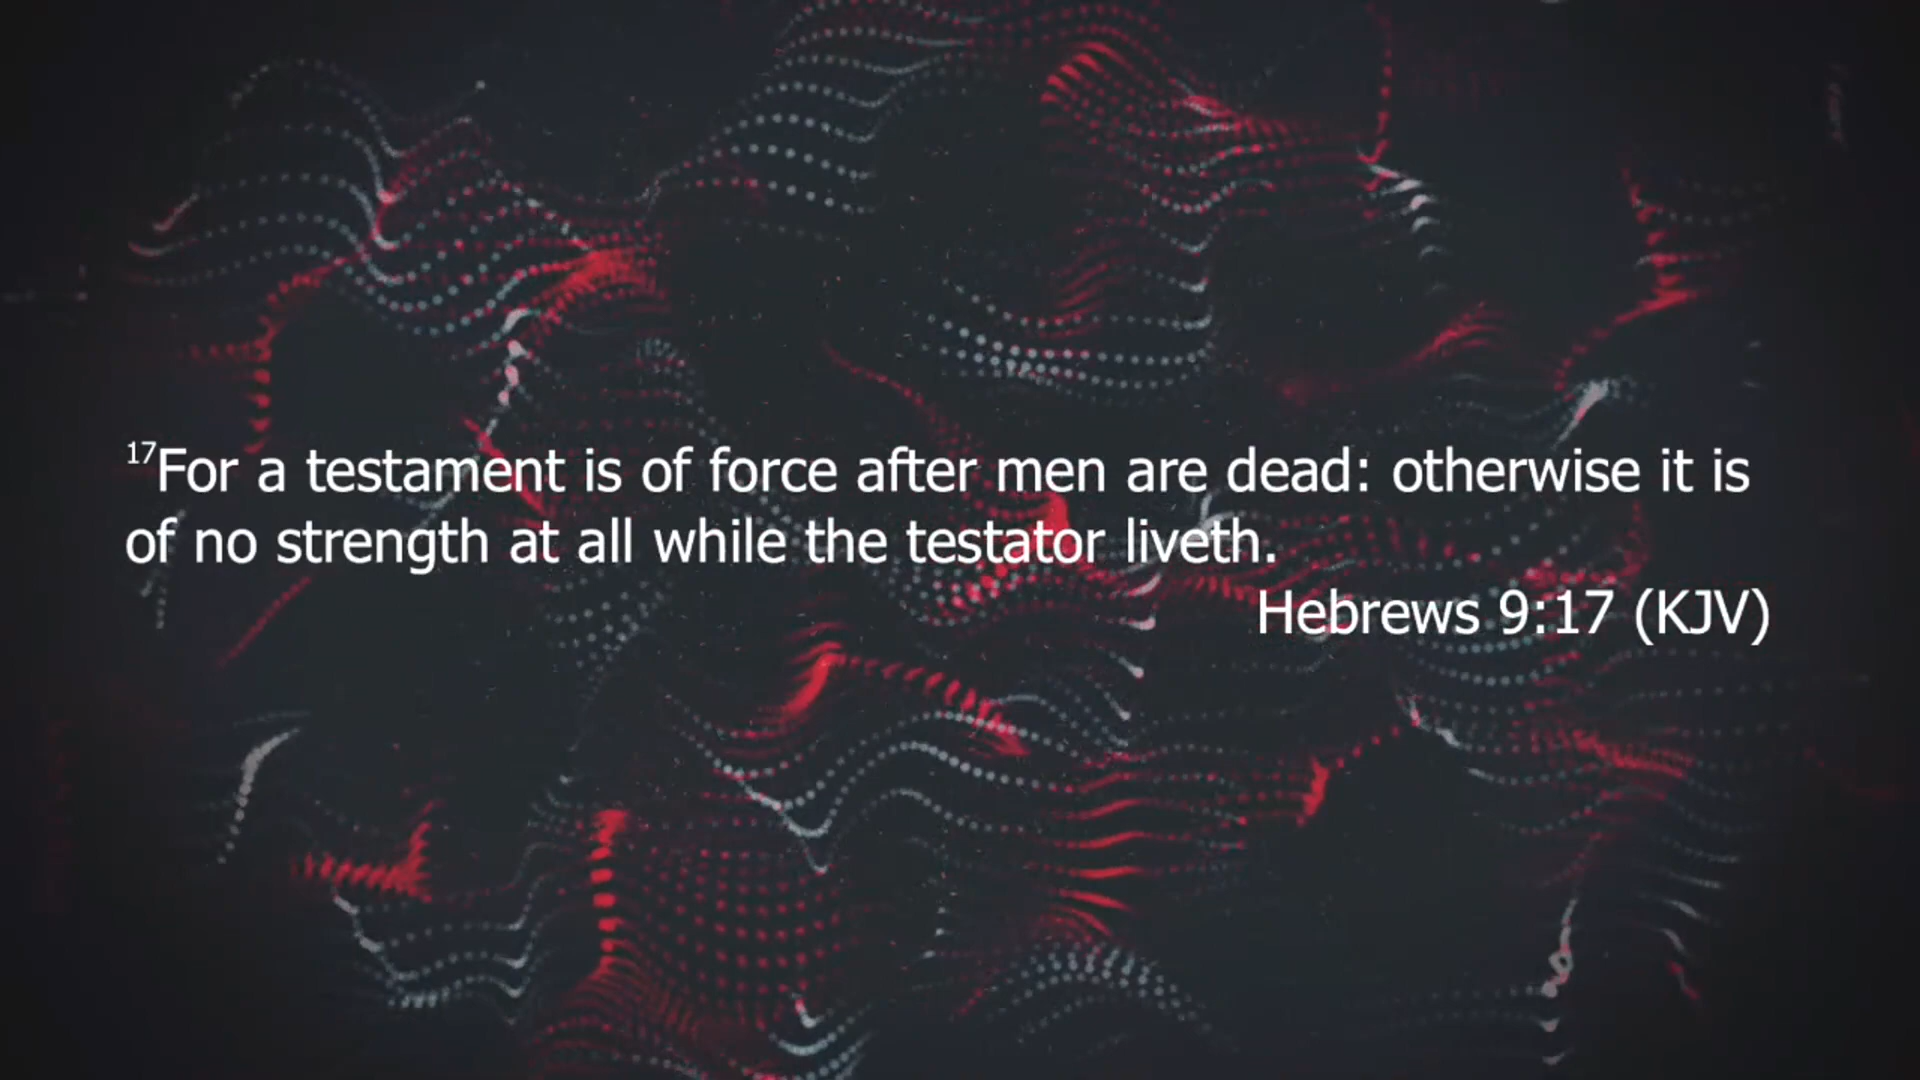 17For a testament is of force after men are dead: otherwise it is
of no strength at all while the testator liveth.
Hebrews 9:17 (KJV)